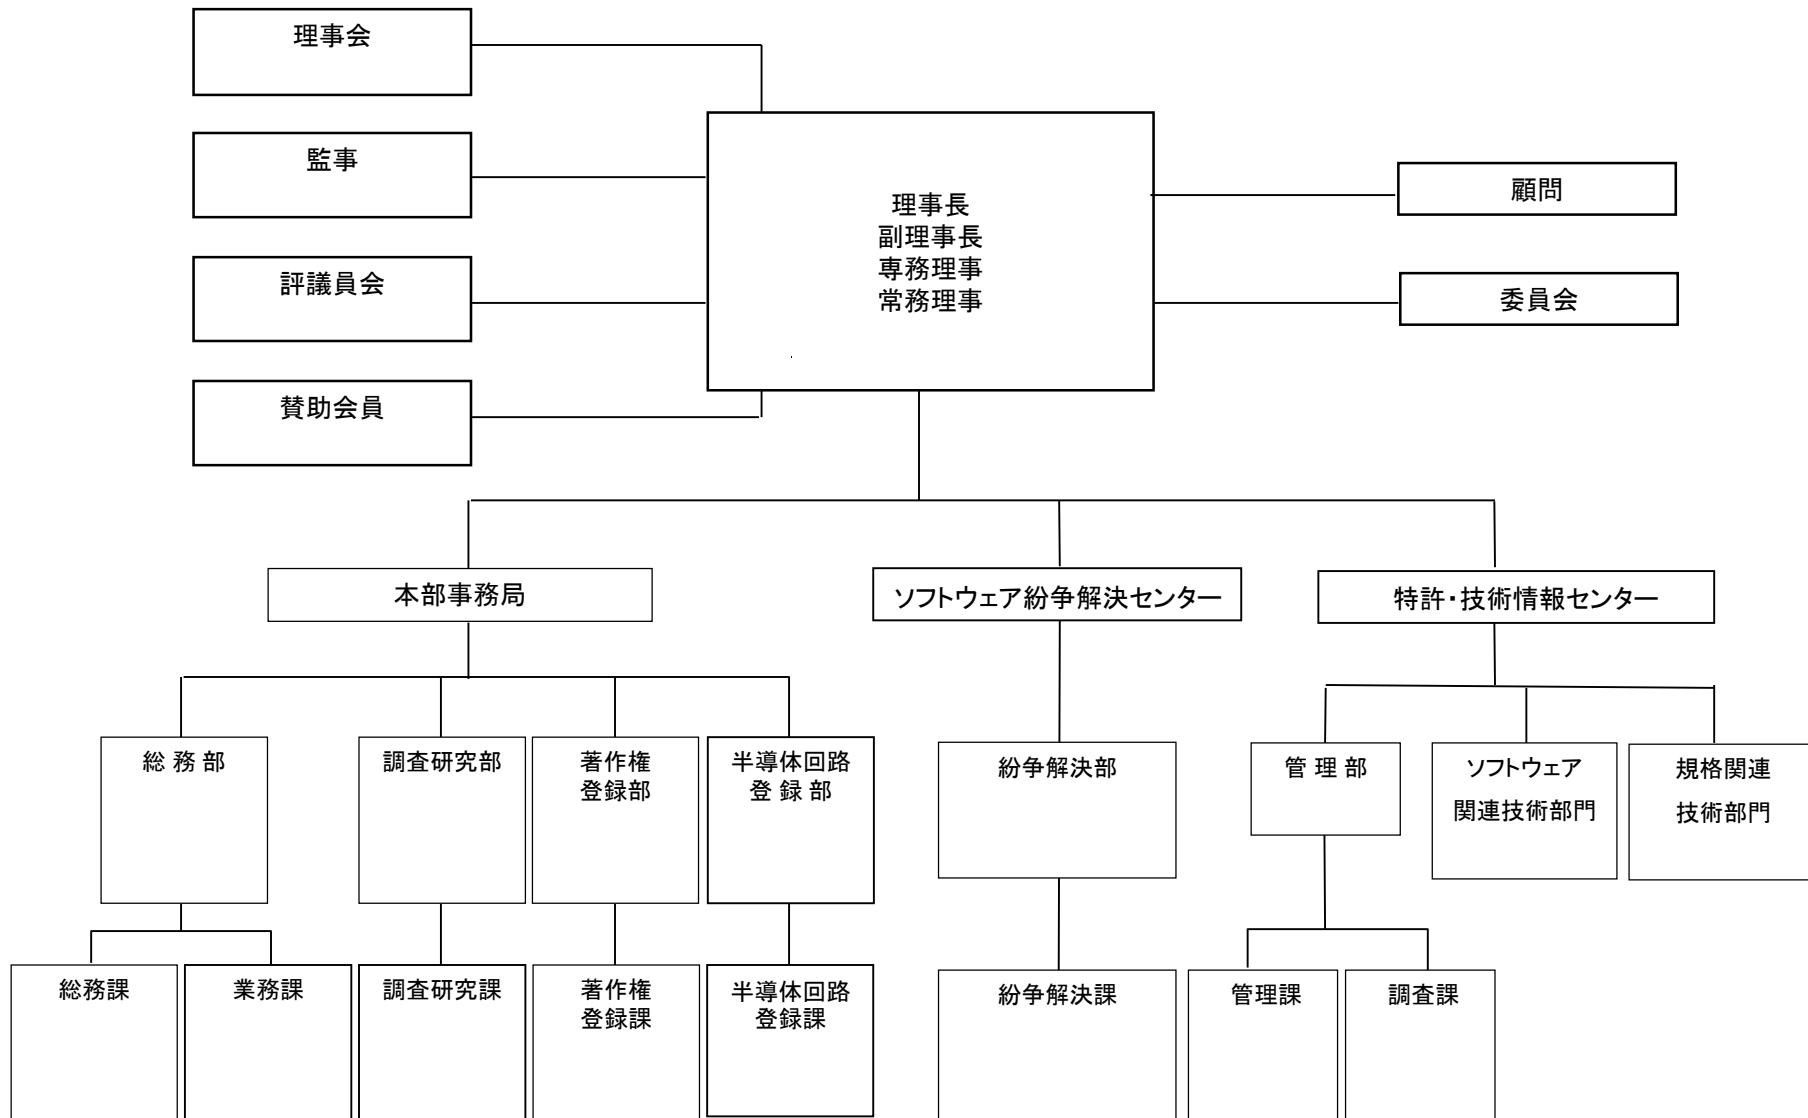 理事会
監事
評議員会
賛助会員
理事長
副理事長
専務理事
常務理事
顧問
委員会
本部事務局
ソフトウェア紛争解決センター
特許・技術情報センター
総 務 部
調査研究部
著作権
登録部
半導体回路
登 録 部
紛争解決部
管 理 部
ソフトウェア
関連技術部門
規格関連
技術部門
総務課
業務課
調査研究課
著作権
登録課
半導体回路
登録課
紛争解決課
管理課
調査課